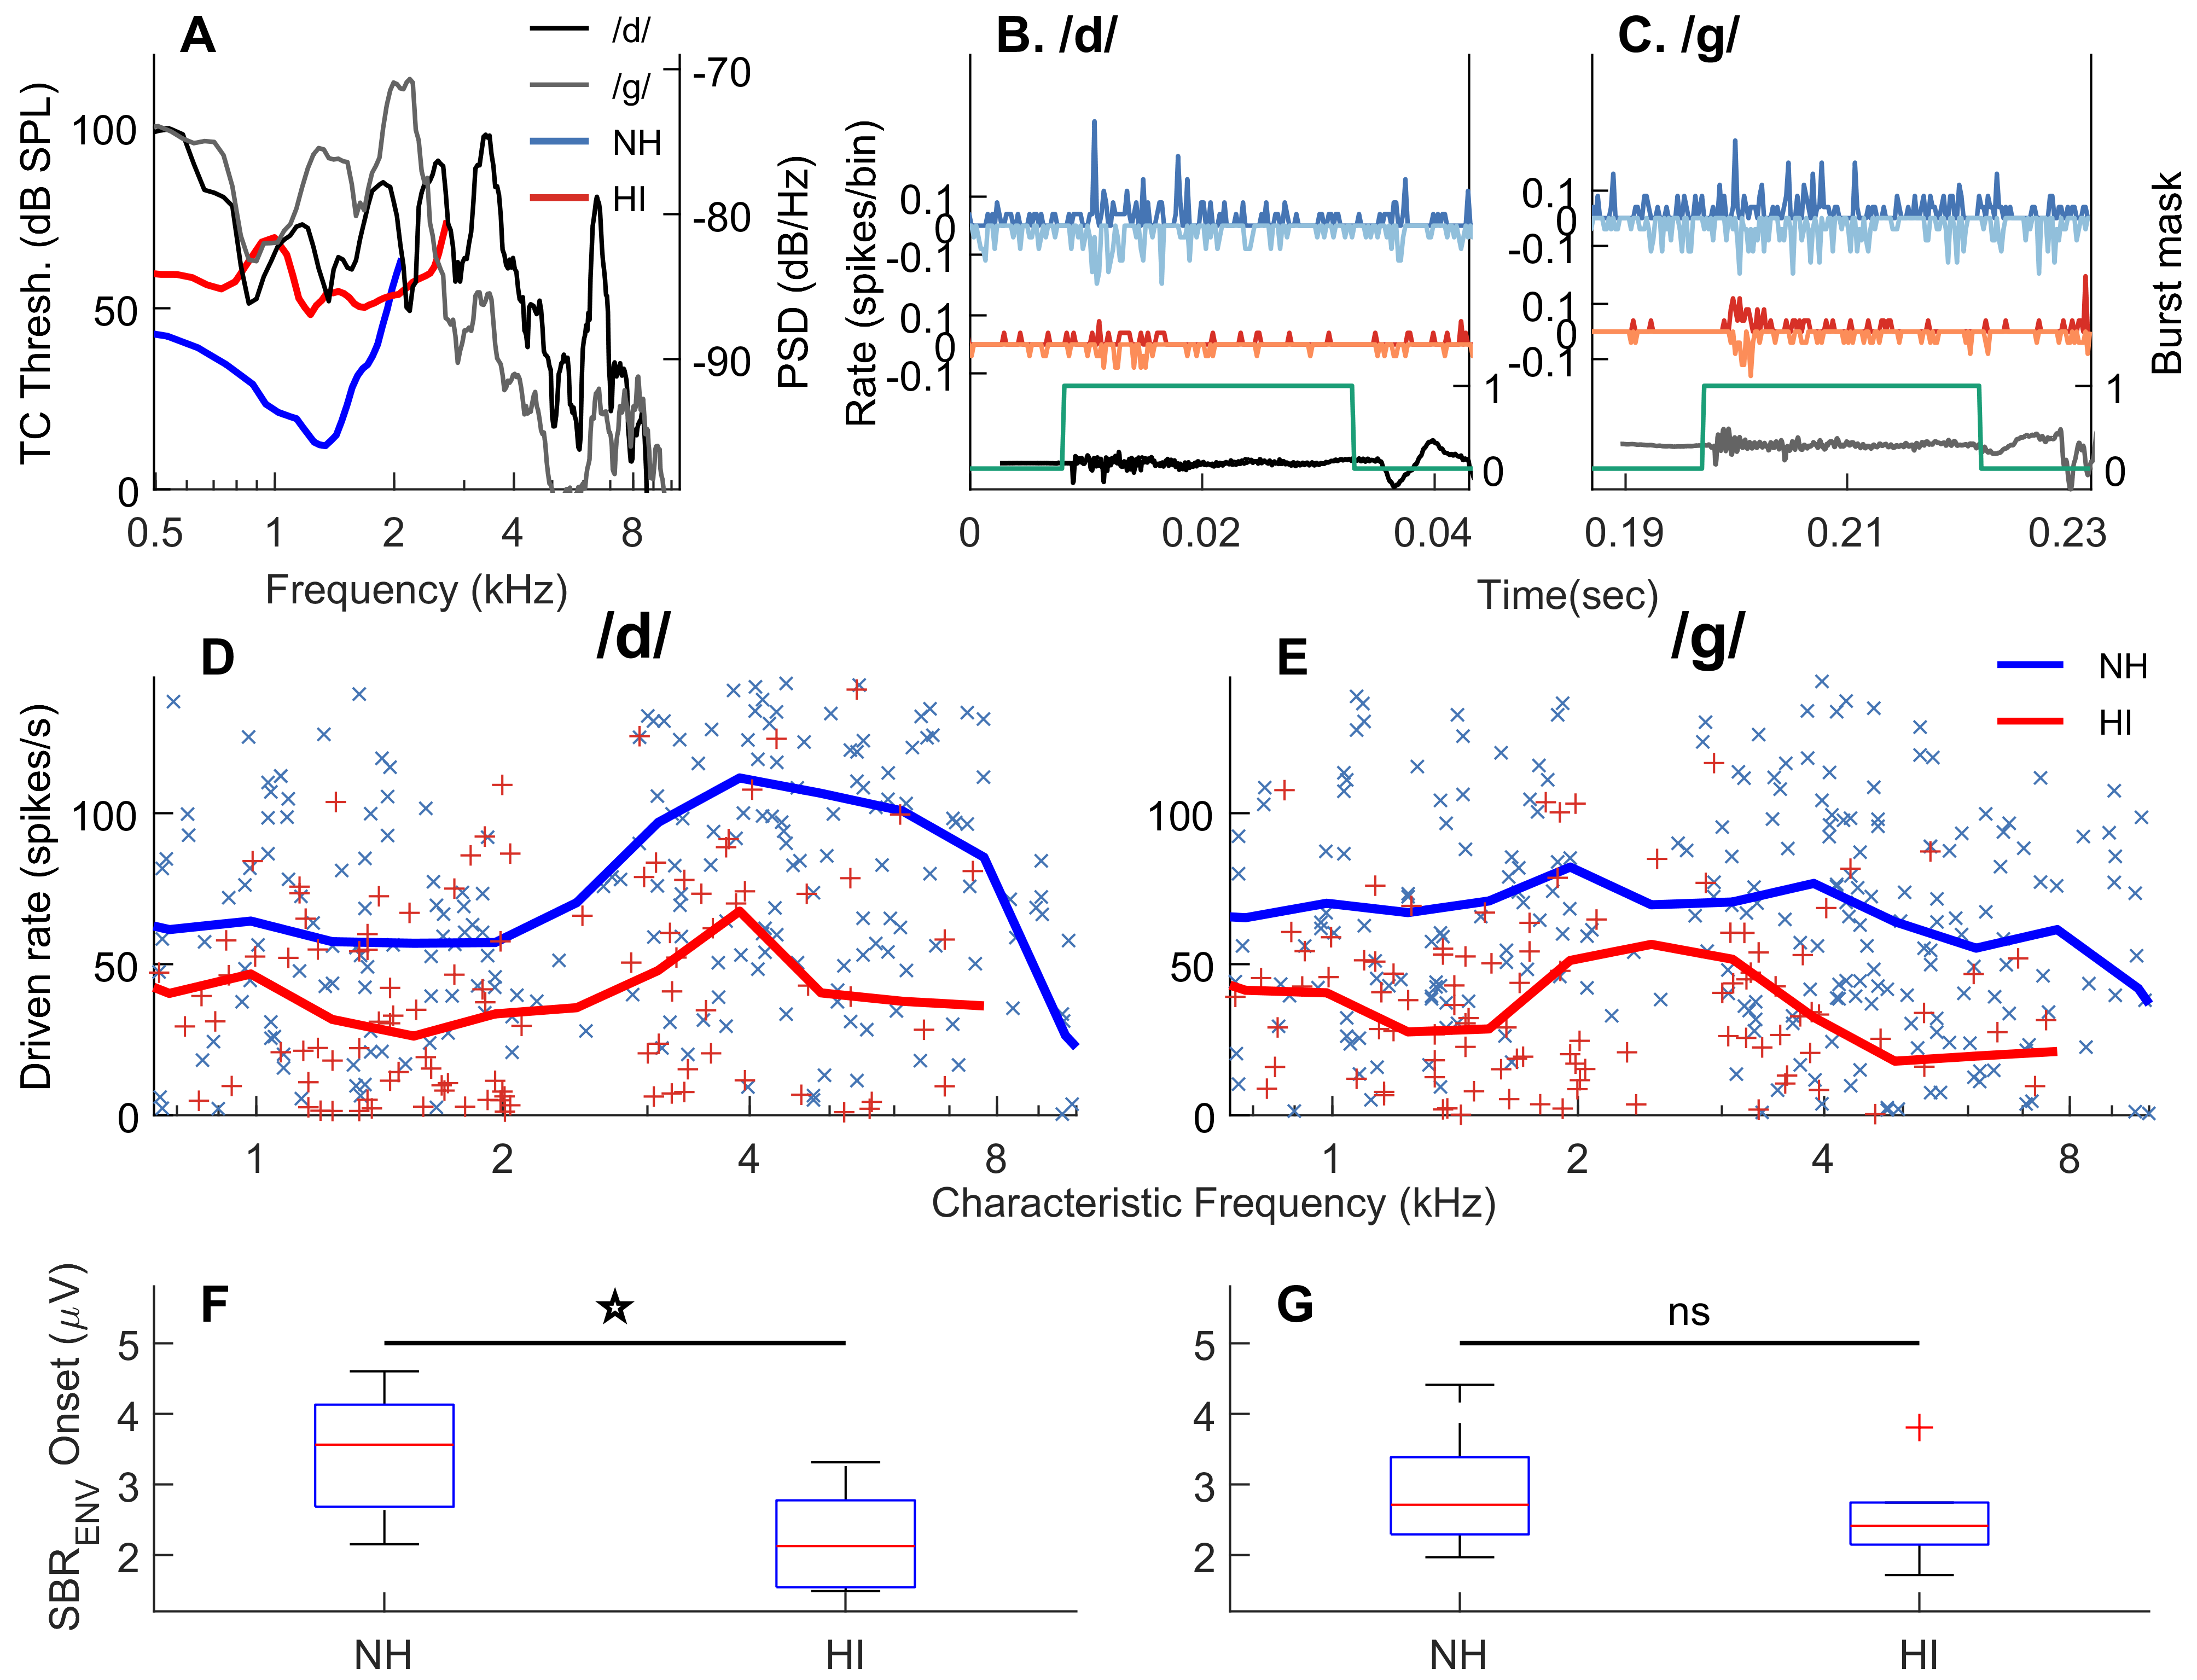 A
/d/
/g/
NH
HI
TC Thresh. (dB SPL)
100
50
0
-70
-80
-90
PSD (dB/Hz)
0.5 1 2 4 8
Frequency (kHz)
B. /d/
Rate (spikes/bin)
0.1
0
-0.1
0.1
0
-0.1
1
0
0 0.02 0.04
C. /g/
0.1
0
-0.1
0.1
0
-0.1
1
0
Burst mask
0.19 0.21 0.23
Time(sec)
D
/d/
Driven rate (spikes/s)
100
50
0
1 2 4 8
E
/g/
NH
HI
100
50
0
1 2 4 8
Characteristic Frequency (kHz)
F
☆
SBR_ENV Onset (μV)
5
4
3
2
NH HI
G
ns
5
4
3
2
NH HI